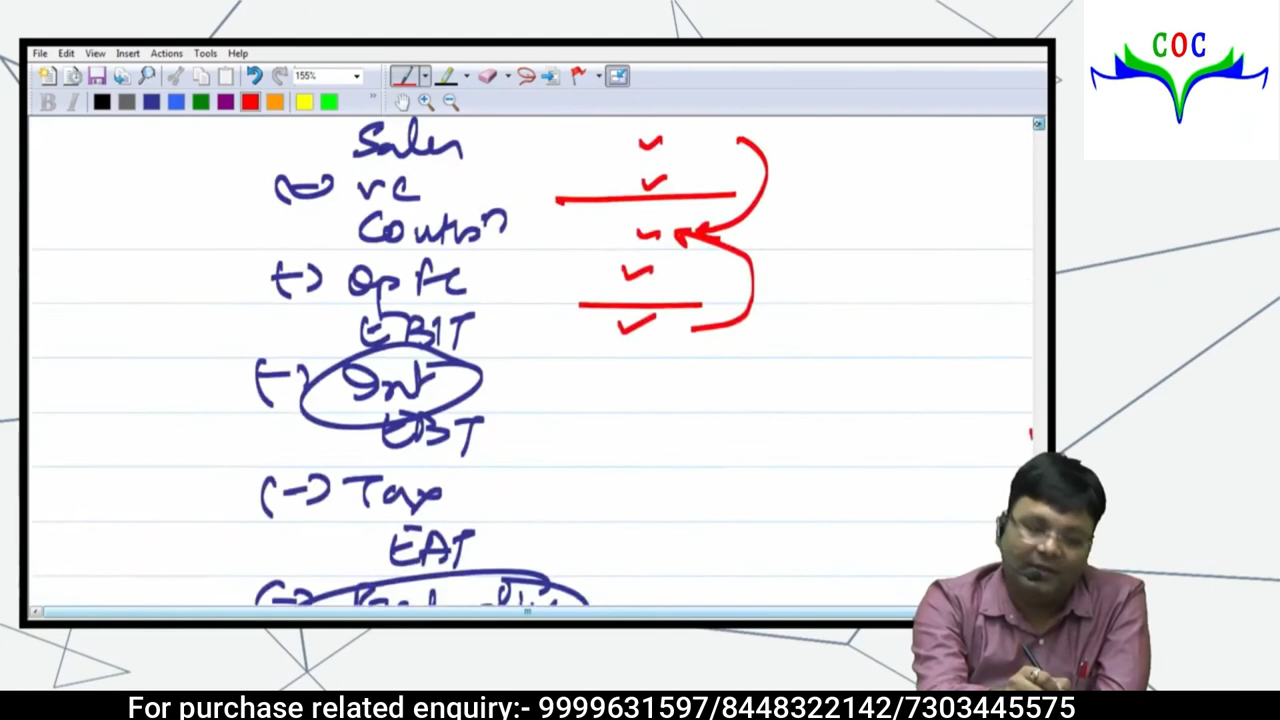 COC
File Edit View Insert Actions Tools Help
155%
B I
Sales
(-) VC
Contbn
(-) Op FC
EBIT
(-) Int
EBT
(-) Tax
EAT
(-)
For purchase related enquiry:- 9999631597/8448322142/7303445575